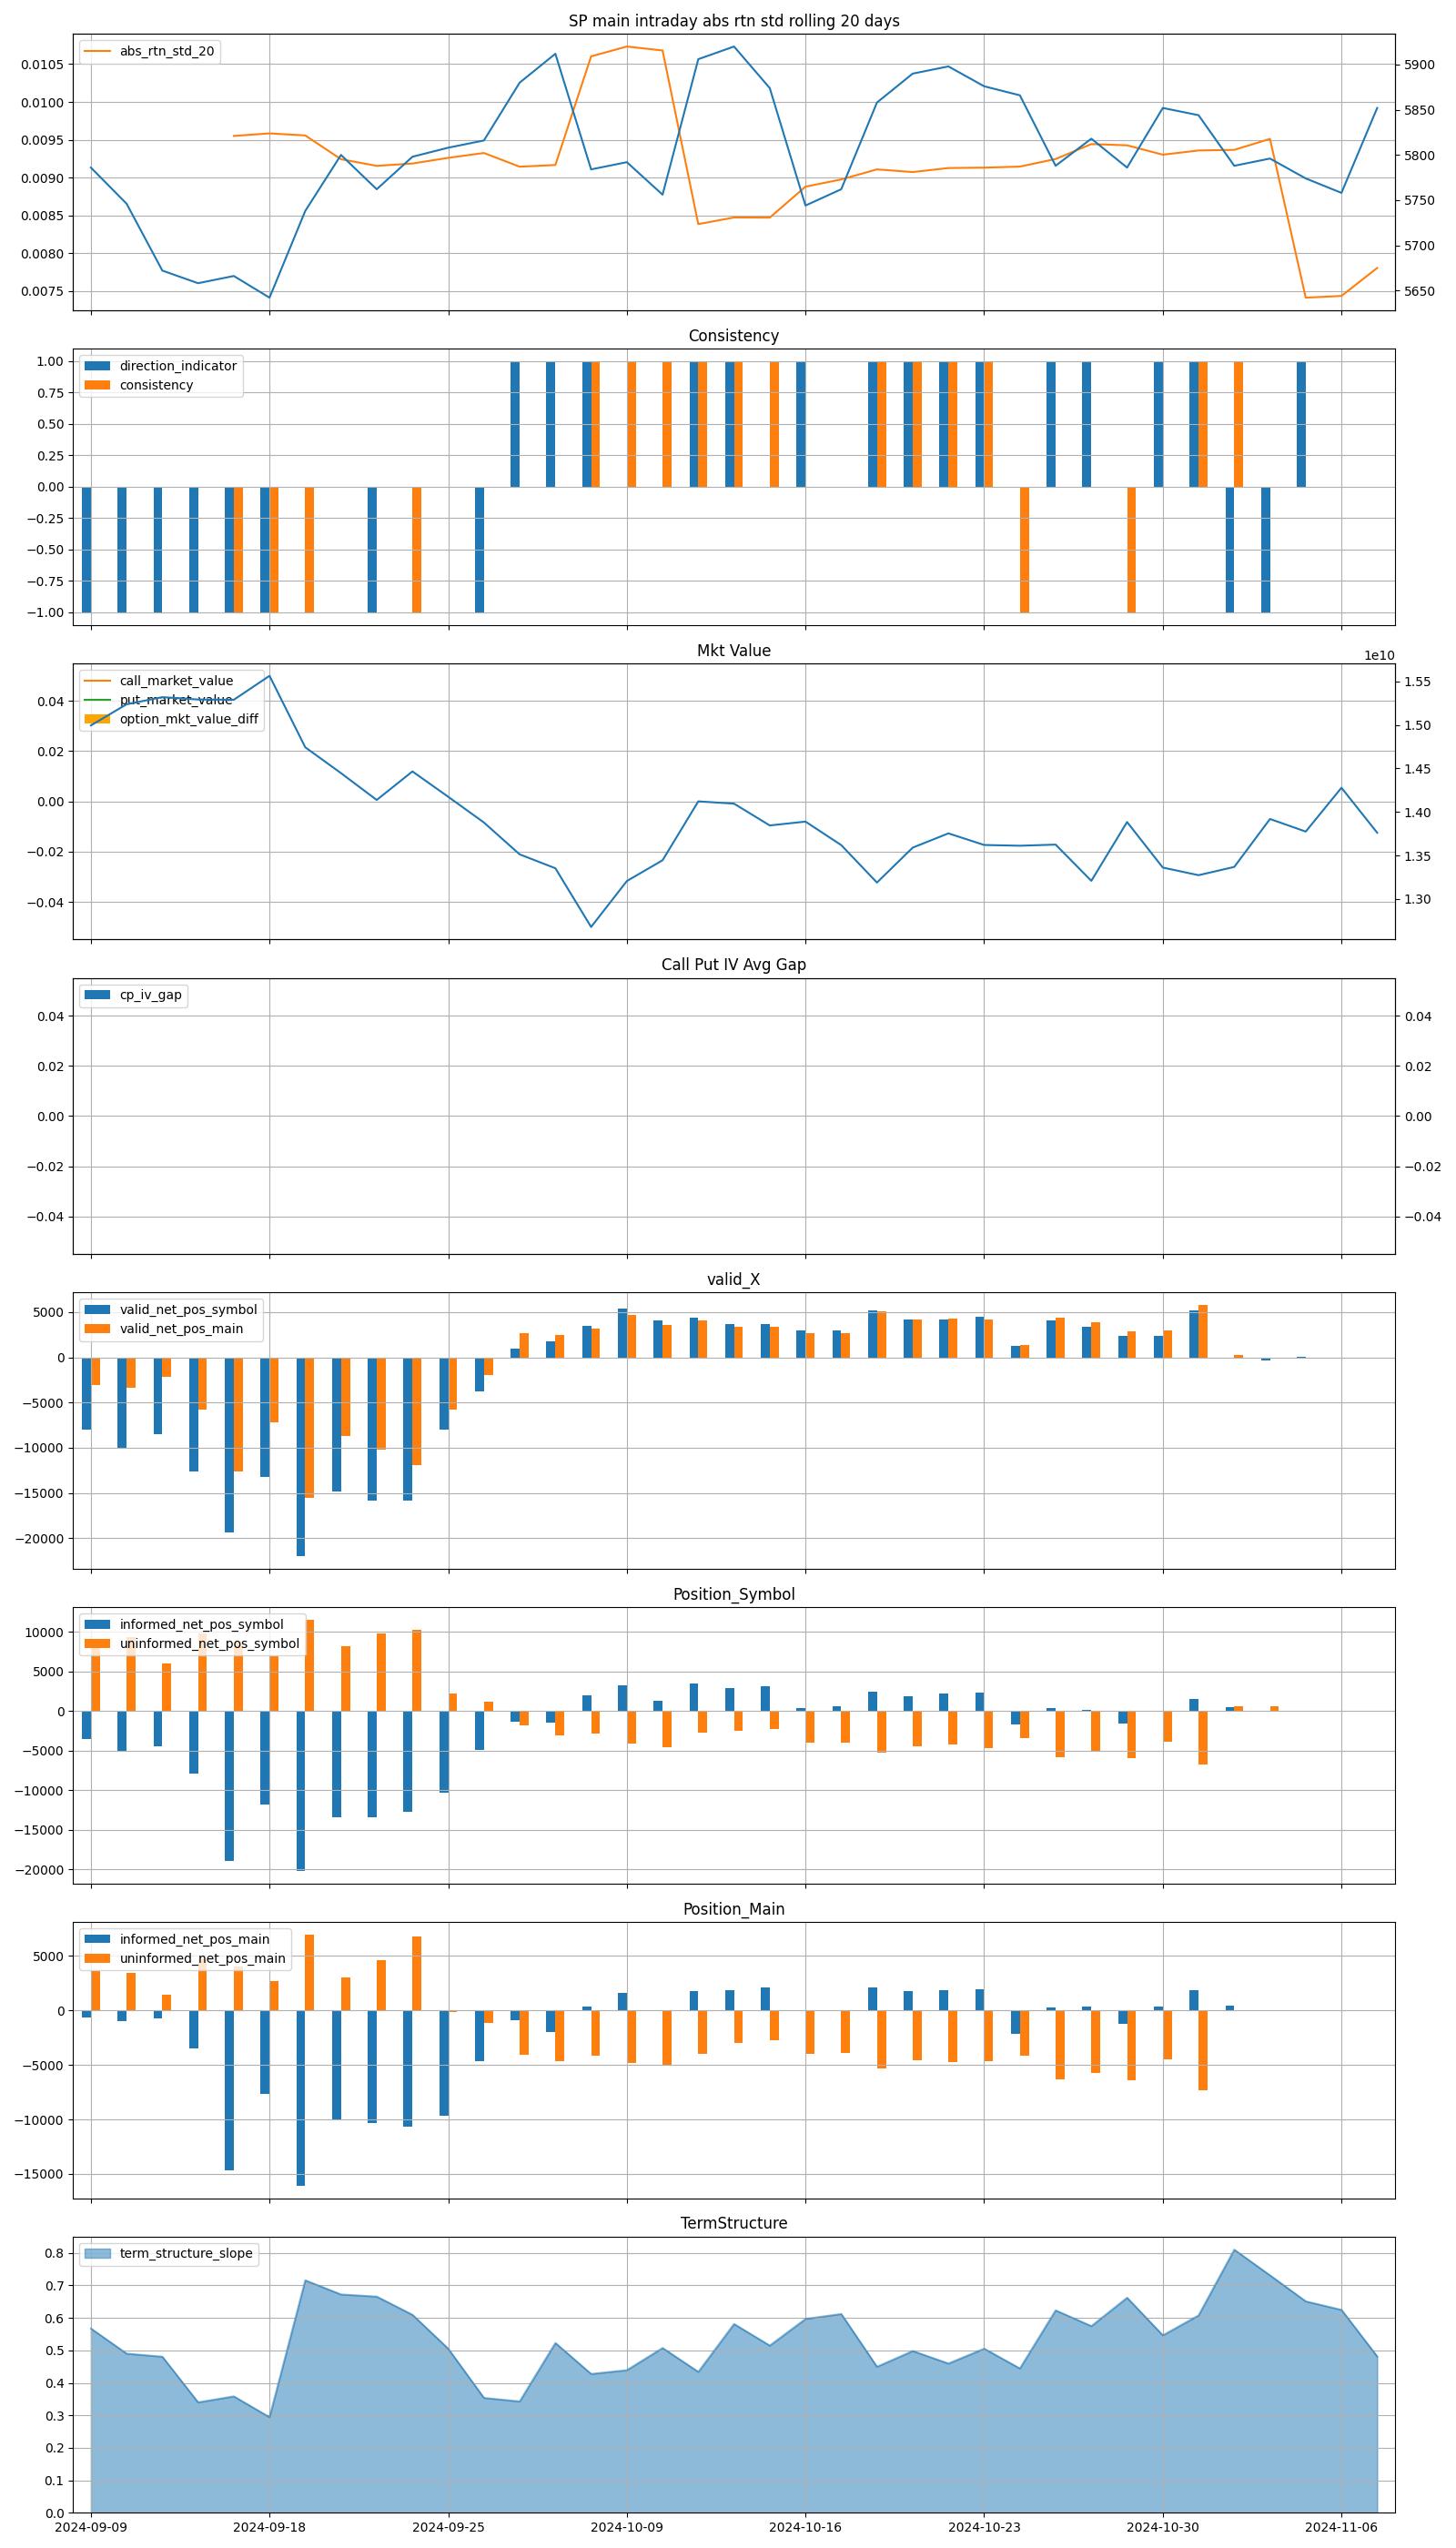 SP main intraday abs rtn std rolling 20 days
abs_rtn_std_20
0.0105
0.0100
0.0095
0.0090
0.0085
0.0080
0.0075
5900
5850
5800
5750
5700
5650
Consistency
direction_indicator
consistency
1.00
0.75
0.50
0.25
0.00
−0.25
−0.50
−0.75
−1.00
Mkt Value
1e10
call_market_value
put_market_value
option_mkt_value_diff
0.04
0.02
0.00
−0.02
−0.04
1.55
1.50
1.45
1.40
1.35
1.30
Call Put IV Avg Gap
cp_iv_gap
0.04
0.02
0.00
−0.02
−0.04
0.04
0.02
0.00
−0.02
−0.04
valid_X
valid_net_pos_symbol
valid_net_pos_main
5000
0
−5000
−10000
−15000
−20000
Position_Symbol
informed_net_pos_symbol
uninformed_net_pos_symbol
10000
5000
0
−5000
−10000
−15000
−20000
Position_Main
informed_net_pos_main
uninformed_net_pos_main
5000
0
−5000
−10000
−15000
TermStructure
term_structure_slope
0.8
0.7
0.6
0.5
0.4
0.3
0.2
0.1
0.0
2024-09-09 2024-09-18 2024-09-25 2024-10-09 2024-10-16 2024-10-23 2024-10-30 2024-11-06